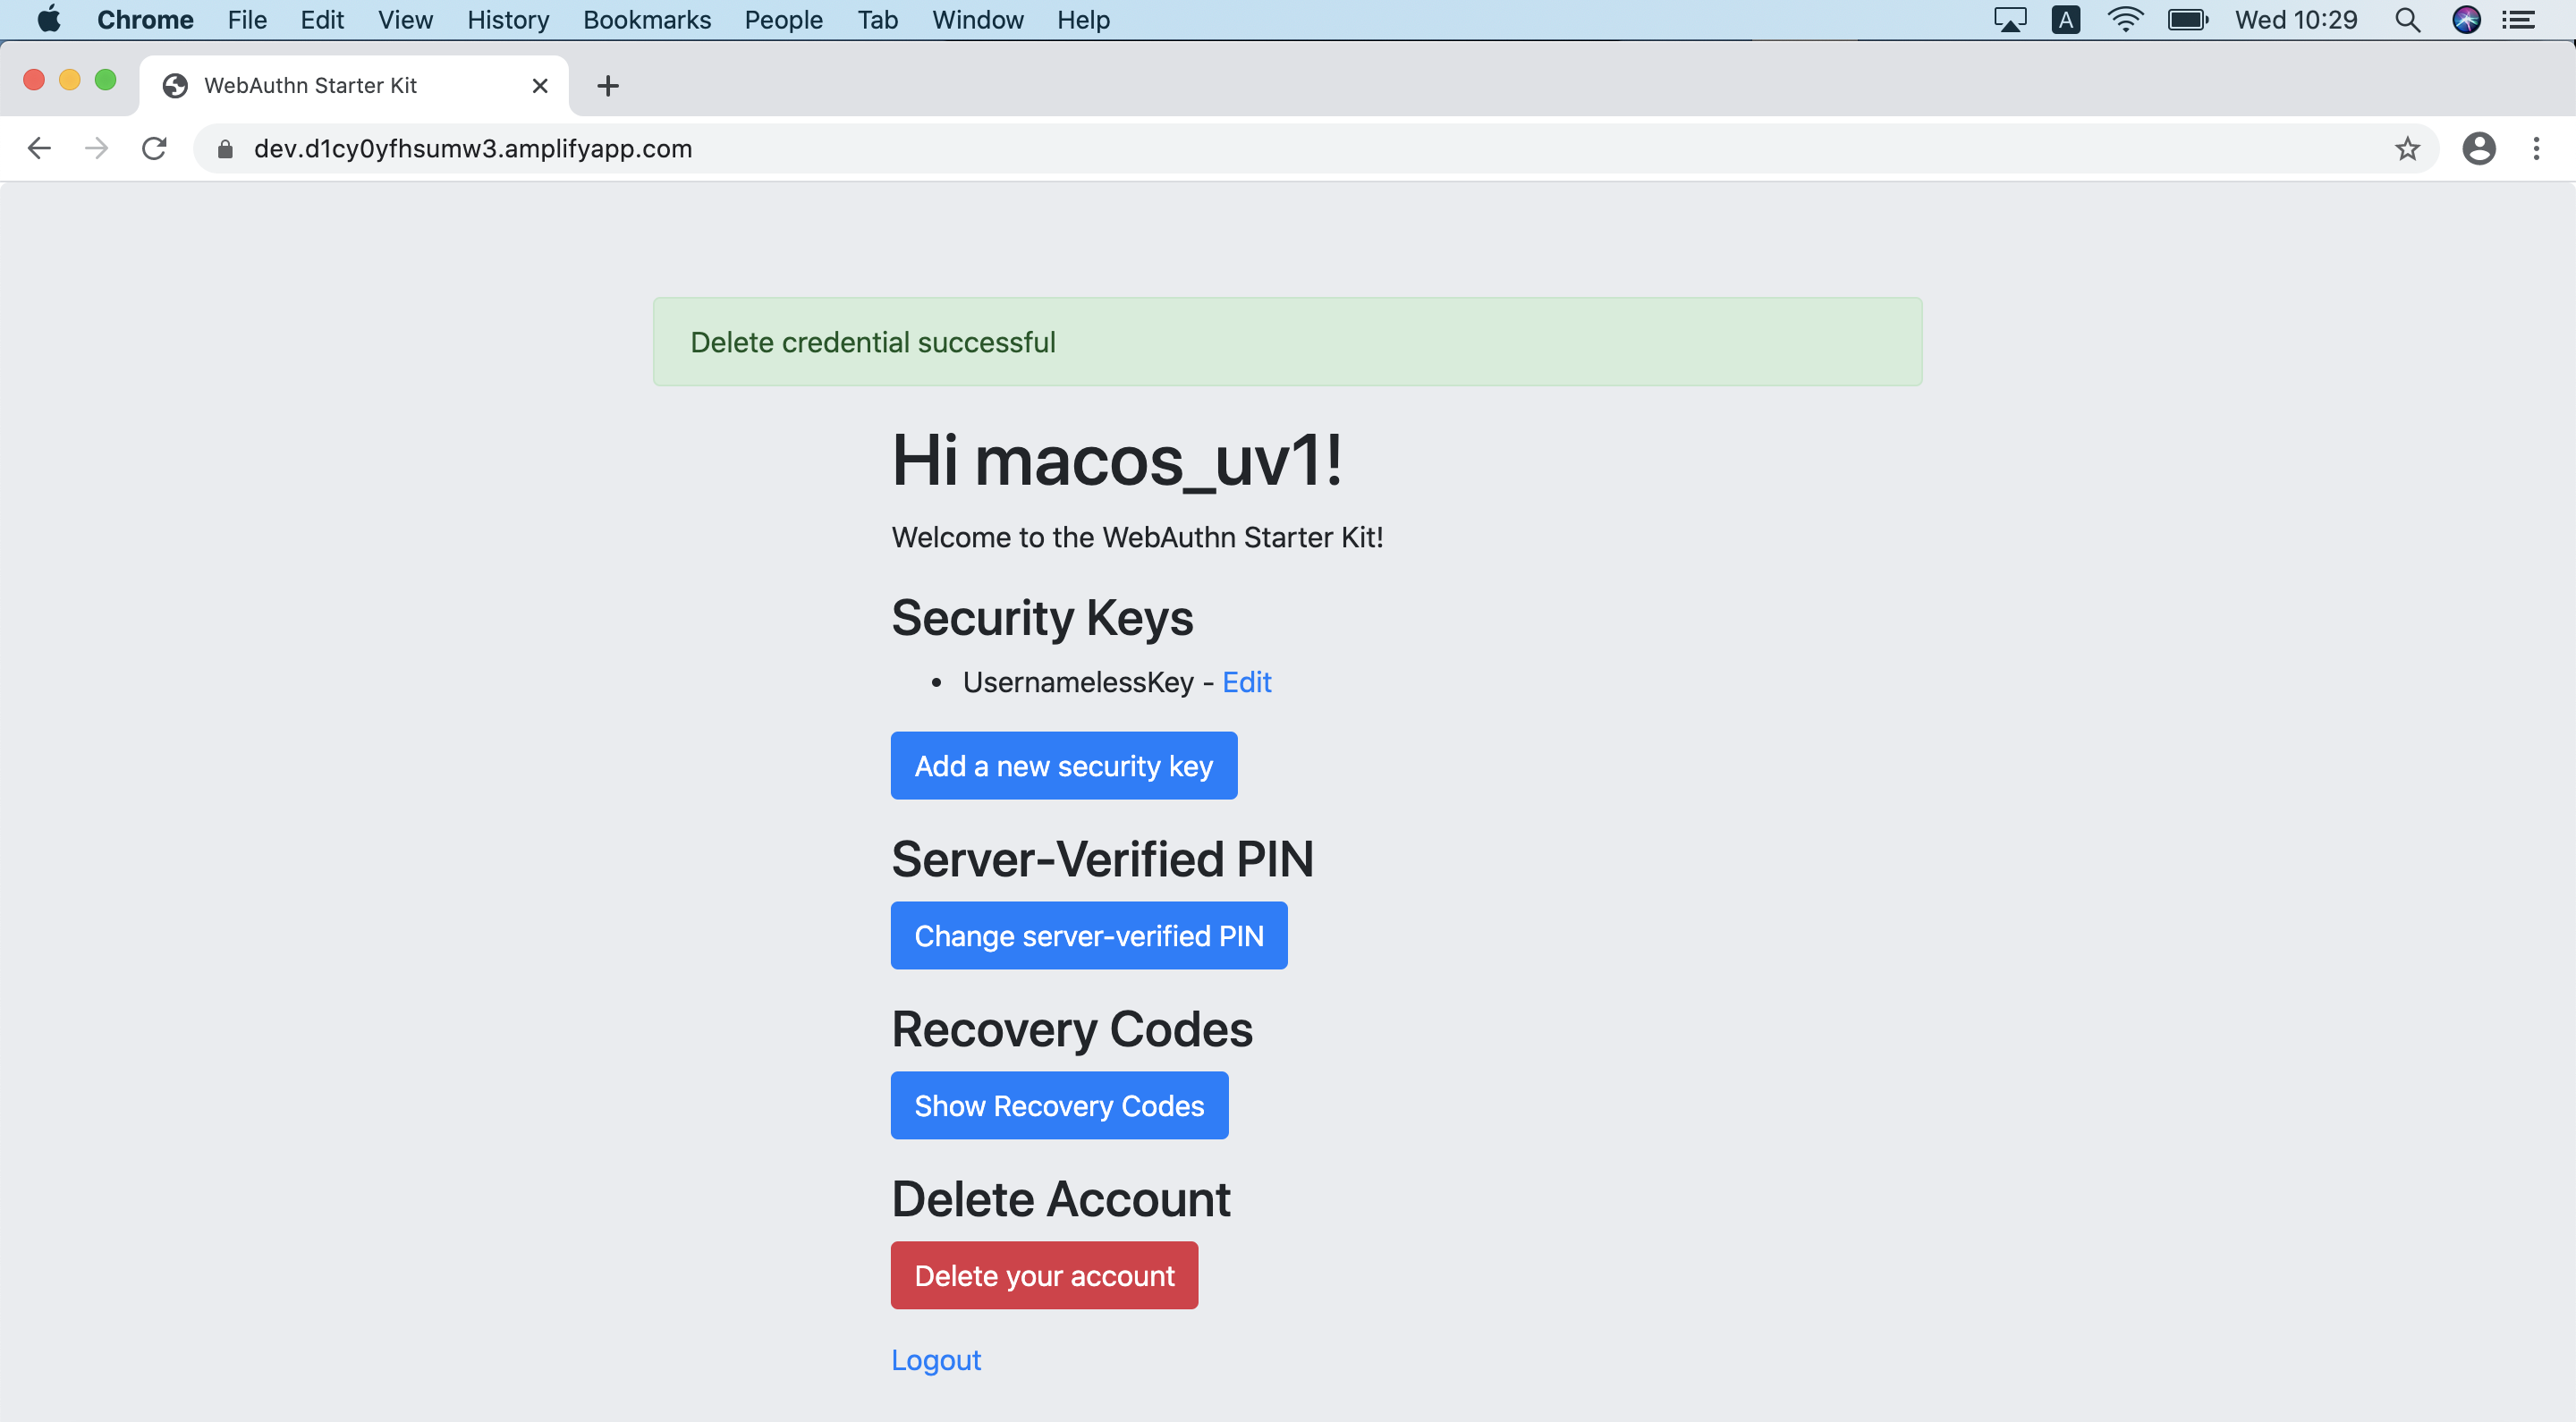 Chrome File Edit View History Bookmarks People Tab Window Help A Wed 10:29
WebAuthn Starter Kit
dev.d1cy0yfhsumw3.amplifyapp.com
Delete credential successful
Hi macos_uv1!
Welcome to the WebAuthn Starter Kit!
Security Keys
• UsernamelessKey - Edit
Add a new security key
Server-Verified PIN
Change server-verified PIN
Recovery Codes
Show Recovery Codes
Delete Account
Delete your account
Logout